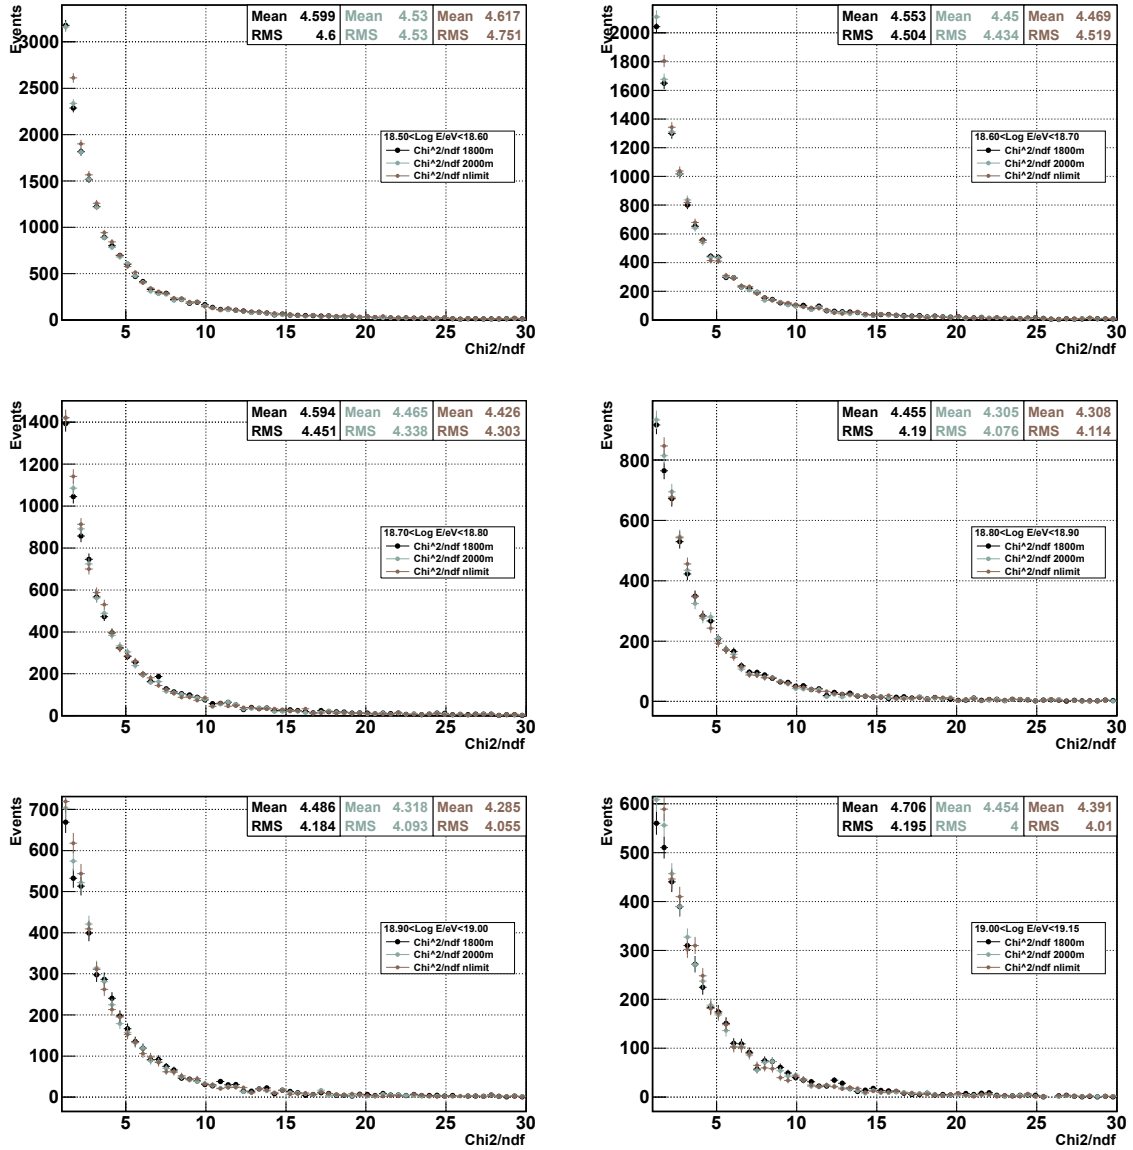 Events
Mean 4.599 Mean 4.53 Mean 4.617
RMS 4.6 RMS 4.53 RMS 4.751
3000
2500
2000
1500
1000
500
0
18.50<Log E/eV<18.60
Chi^2/ndf 1800m
Chi^2/ndf 2000m
Chi^2/ndf nlimit
5 10 15 20 25 30
Chi2/ndf
Events
Mean 4.553 Mean 4.45 Mean 4.469
RMS 4.504 RMS 4.434 RMS 4.519
2000
1800
1600
1400
1200
1000
800
600
400
200
0
18.60<Log E/eV<18.70
Chi^2/ndf 1800m
Chi^2/ndf 2000m
Chi^2/ndf nlimit
5 10 15 20 25 30
Chi2/ndf
Events
Mean 4.594 Mean 4.465 Mean 4.426
RMS 4.451 RMS 4.338 RMS 4.303
1400
1200
1000
800
600
400
200
0
18.70<Log E/eV<18.80
Chi^2/ndf 1800m
Chi^2/ndf 2000m
Chi^2/ndf nlimit
5 10 15 20 25 30
Chi2/ndf
Events
Mean 4.455 Mean 4.305 Mean 4.308
RMS 4.19 RMS 4.076 RMS 4.114
800
600
400
200
0
18.80<Log E/eV<18.90
Chi^2/ndf 1800m
Chi^2/ndf 2000m
Chi^2/ndf nlimit
5 10 15 20 25 30
Chi2/ndf
Events
Mean 4.486 Mean 4.318 Mean 4.285
RMS 4.184 RMS 4.093 RMS 4.055
700
600
500
400
300
200
100
0
18.90<Log E/eV<19.00
Chi^2/ndf 1800m
Chi^2/ndf 2000m
Chi^2/ndf nlimit
5 10 15 20 25 30
Chi2/ndf
Events
Mean 4.706 Mean 4.454 Mean 4.391
RMS 4.195 RMS 4 RMS 4.01
600
500
400
300
200
100
0
19.00<Log E/eV<19.15
Chi^2/ndf 1800m
Chi^2/ndf 2000m
Chi^2/ndf nlimit
5 10 15 20 25 30
Chi2/ndf